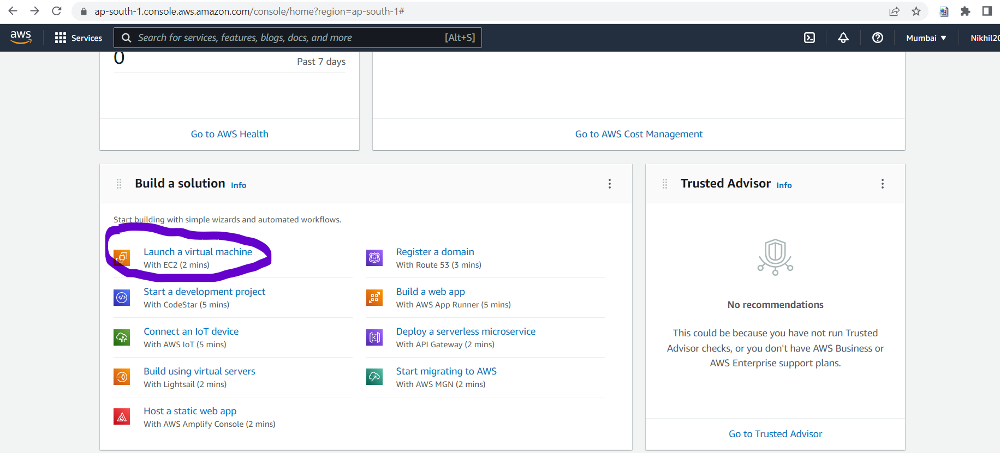 ap-south-1.console.aws.amazon.com/console/home?region=ap-south-1#
aws
Services
Search for services, features, blogs, docs, and more
[Alt+S]
Mumbai
Nikhil20
0
Past 7 days
Go to AWS Health
Go to AWS Cost Management
Build a solution Info
Start building with simple wizards and automated workflows.
Launch a virtual machine
With EC2 (2 mins)
Start a development project
With CodeStar (5 mins)
Connect an IoT device
With AWS IoT (5 mins)
Build using virtual servers
With Lightsail (2 mins)
Host a static web app
With AWS Amplify Console (2 mins)
Register a domain
With Route 53 (3 mins)
Build a web app
With AWS App Runner (5 mins)
Deploy a serverless microservice
With API Gateway (2 mins)
Start migrating to AWS
With AWS MGN (2 mins)
Trusted Advisor Info
No recommendations
This could be because you have not run Trusted
Advisor checks, or you don't have AWS Business or
AWS Enterprise support plans.
Go to Trusted Advisor